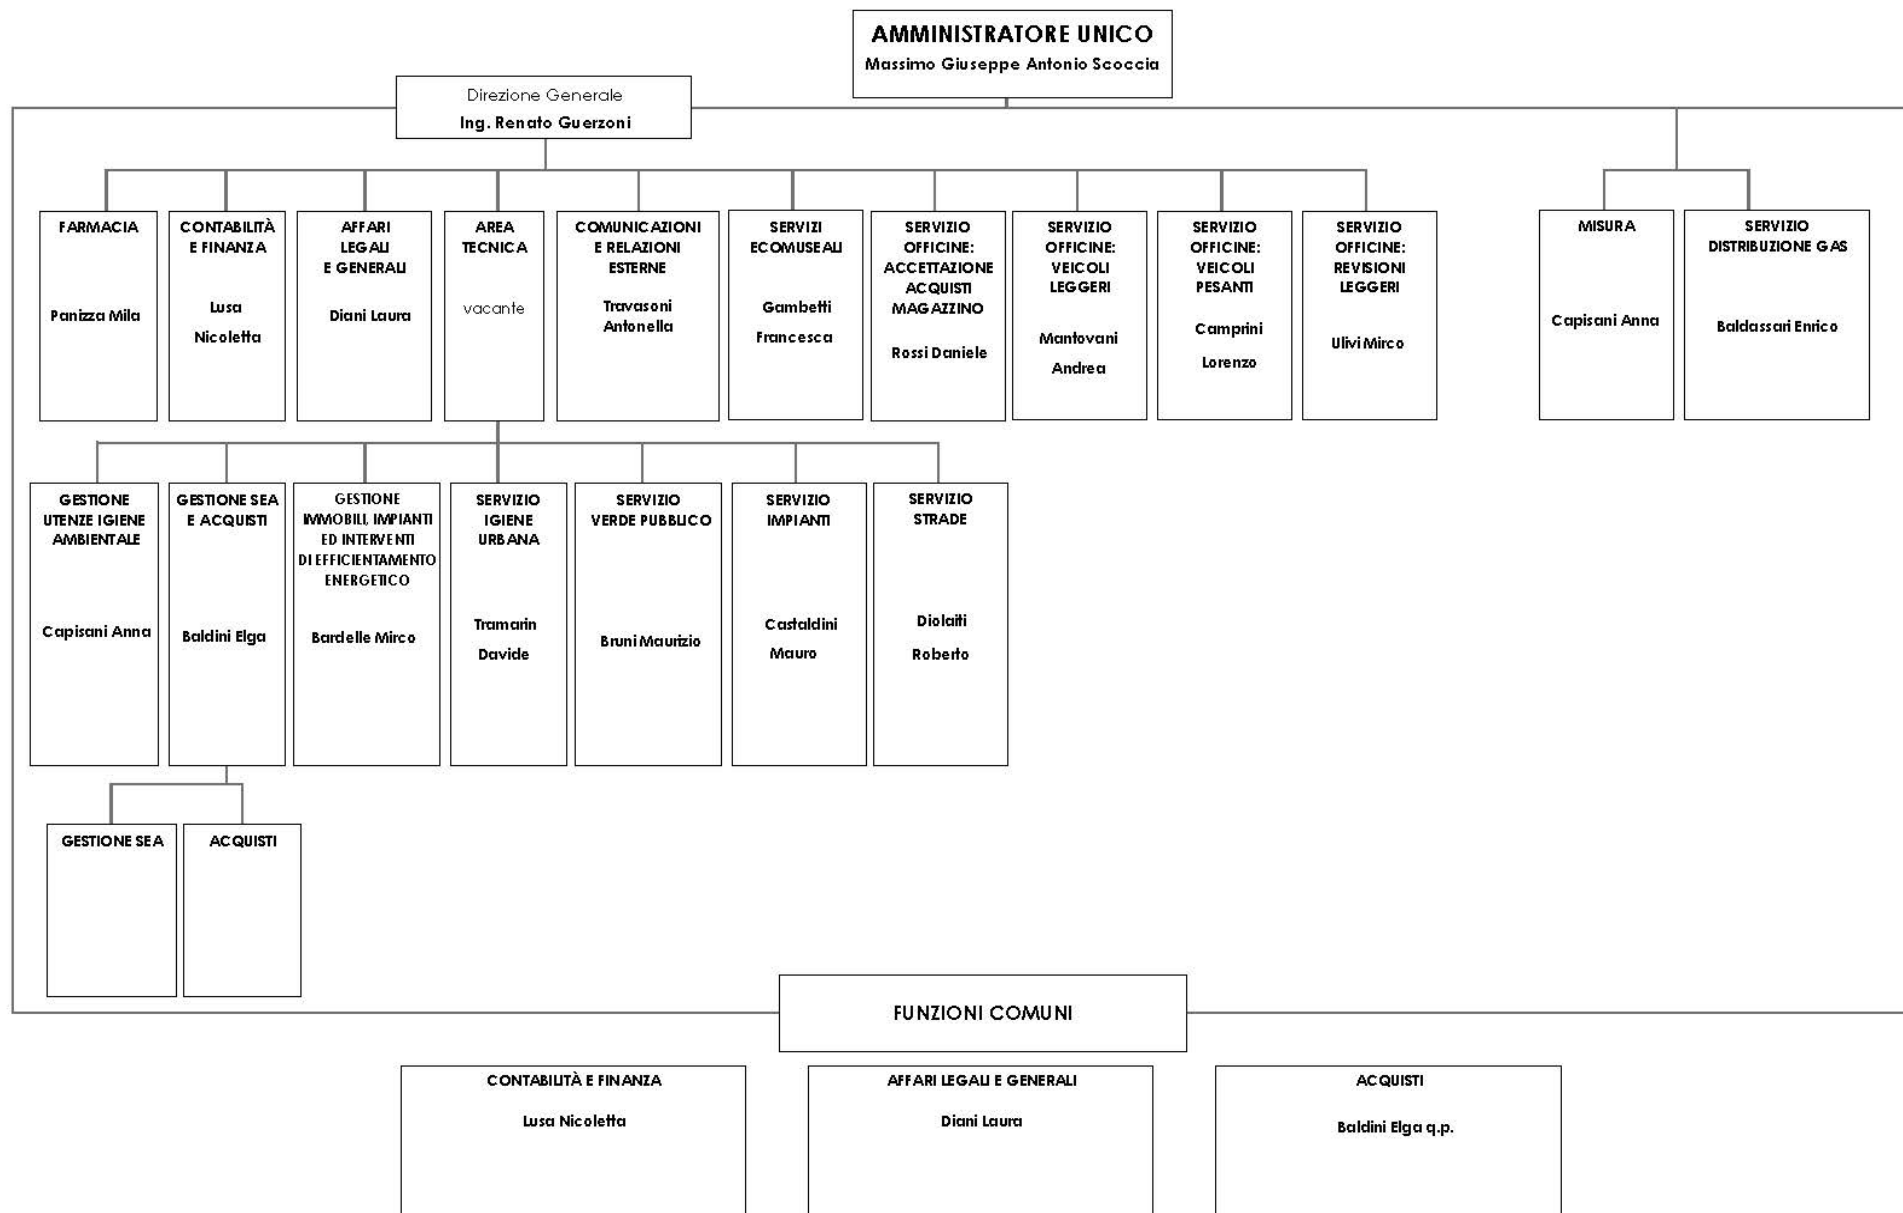 AMMINISTRATORE UNICO
Massimo Giuseppe Antonio Scoccia
Direzione Generale
Ing. Renato Guerzoni
FARMACIA
Panizza Mila
CONTABILITÀ
E FINANZA
Lusa
Nicoletta
AFFARI
LEGALI
E GENERALI
Diani Laura
AREA
TECNICA
vacante
COMUNICAZIONI
E RELAZIONI
ESTERNE
Travasoni
Antonella
SERVIZI
ECOMUSEALI
Gambetti
Francesca
SERVIZIO
OFFICINE:
ACCETTAZIONE
ACQUISTI
MAGAZZINO
Rossi Daniele
SERVIZIO
OFFICINE:
VEICOLI
LEGGERI
Mantovani
Andrea
SERVIZIO
OFFICINE:
VEICOLI
PESANTI
Camprini
Lorenzo
SERVIZIO
OFFICINE:
REVISIONI
LEGGERI
Ulivi Mirco
MISURA
Capisani Anna
SERVIZIO
DISTRIBUZIONE GAS
Baldassari Enrico
GESTIONE
UTENZE IGIENE
AMBIENTALE
Capisani Anna
GESTIONE SEA
E ACQUISTI
Baldini Elga
GESTIONE
IMMOBILI, IMPIANTI
ED INTERVENTI
DI EFFICIENTAMENTO
ENERGETICO
Bardelle Mirco
SERVIZIO
IGIENE
URBANA
Tramarin
Davide
SERVIZIO
VERDE PUBBLICO
Bruni Maurizio
SERVIZIO
IMPIANTI
Castaldini
Mauro
SERVIZIO
STRADE
Diolaiti
Roberto
GESTIONE SEA
ACQUISTI
FUNZIONI COMUNI
CONTABILITÀ E FINANZA
Lusa Nicoletta
AFFARI LEGALI E GENERALI
Diani Laura
ACQUISTI
Baldini Elga q.p.